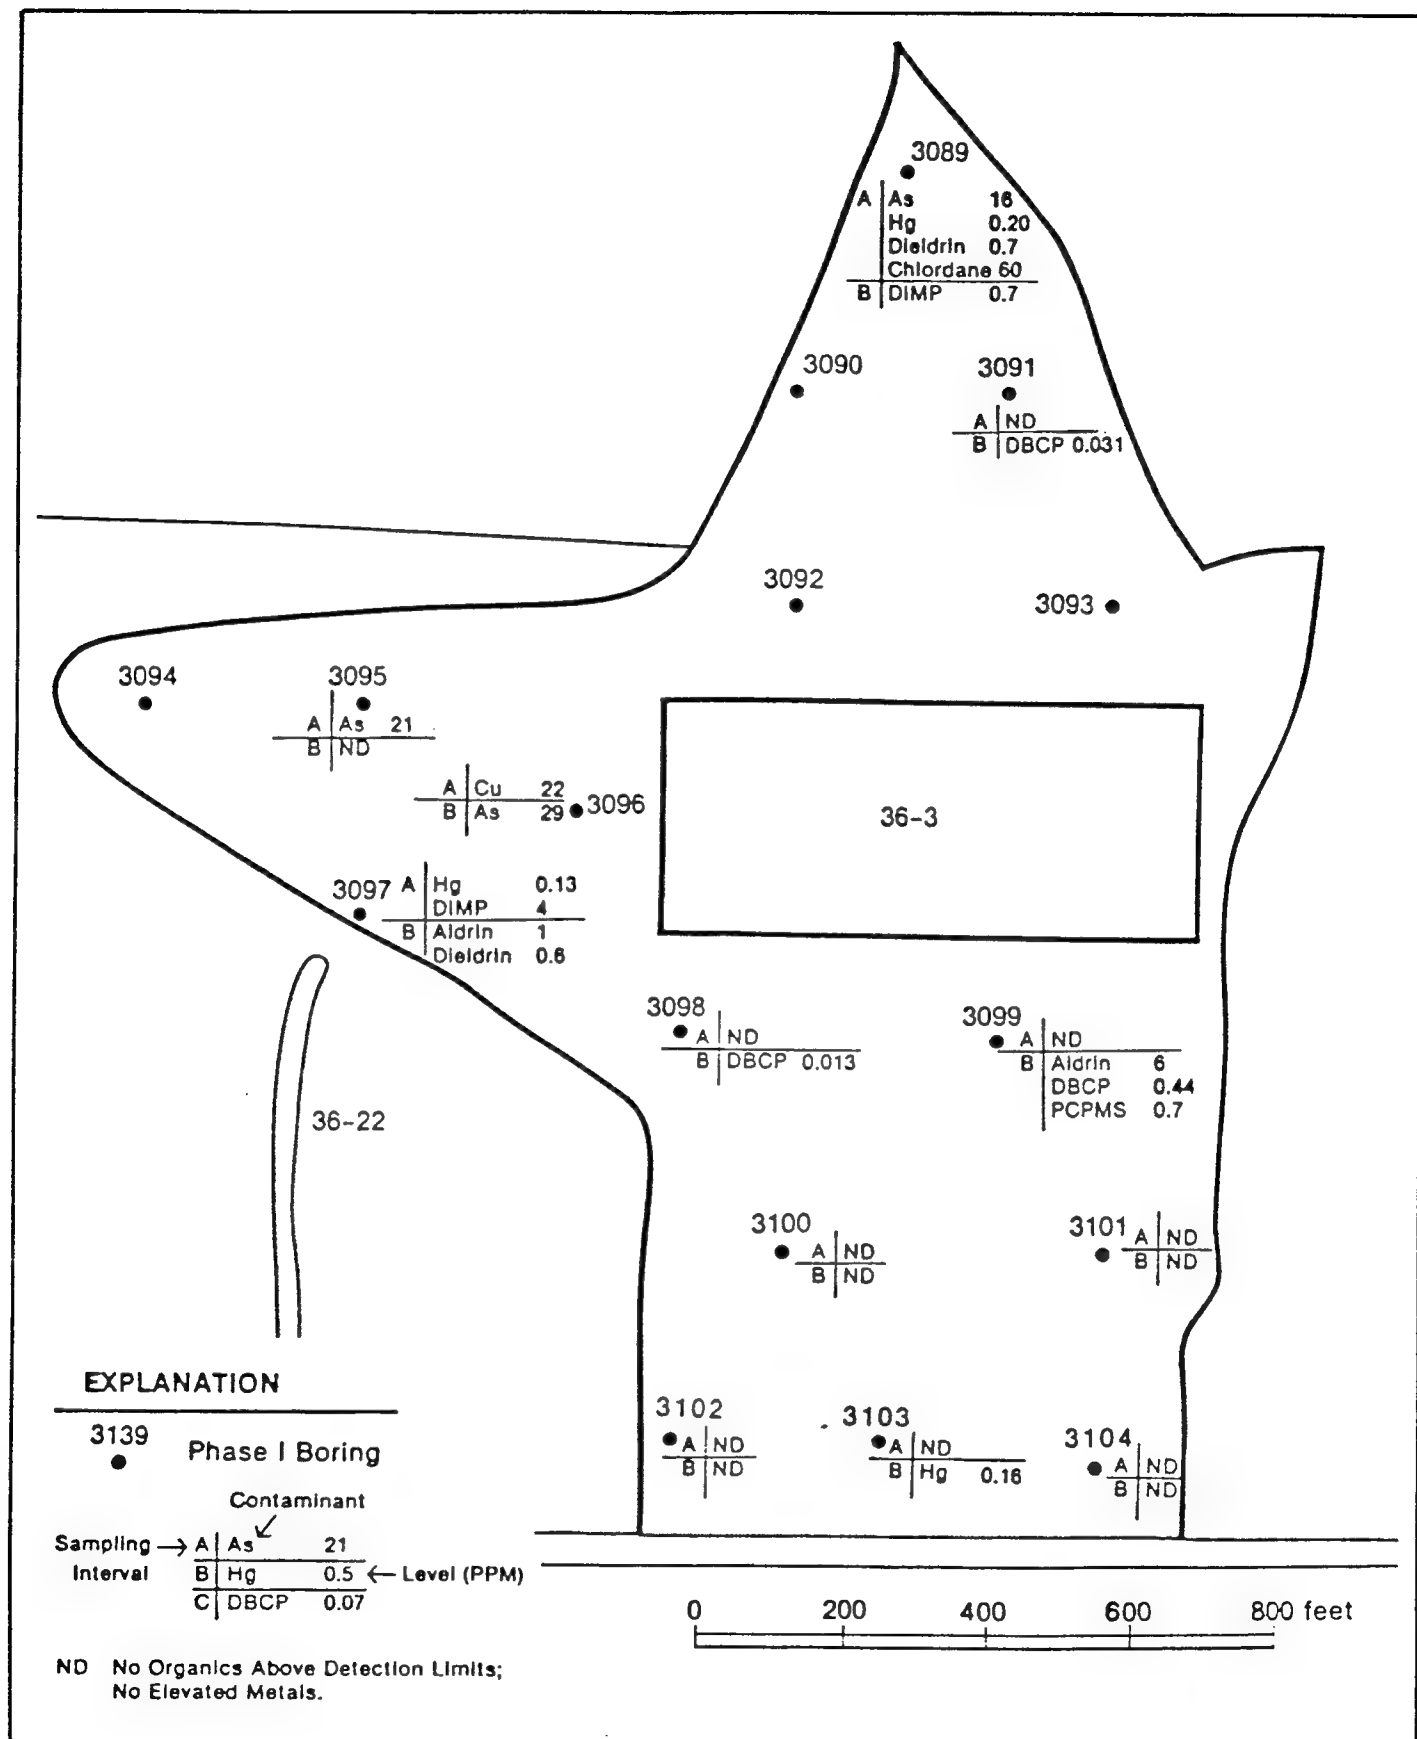 3089
A As 16
Hg 0.20
Dieldrin 0.7
Chlordane 60
B DIMP 0.7
3090
3091
A ND
B DBCP 0.031
3092
3093
3094
3095
A As 21
B ND
A Cu 22
B As 29
3096
36-3
3097
A Hg 0.13
DIMP 4
B Aldrin 1
Dieldrin 0.6
3098
A ND
B DBCP 0.013
3099
A ND
B Aldrin 6
DBCP 0.44
PCPMS 0.7
36-22
3100
A ND
B ND
3101
A ND
B ND
3102
A ND
B ND
3103
A ND
B Hg 0.16
3104
A ND
B ND
EXPLANATION
3139
Phase I Boring
Contaminant
Sampling A As 21
Interval B Hg 0.5 Level (PPM)
C DBCP 0.07
0 200 400 600 800 feet
ND No Organics Above Detection Limits;
No Elevated Metals.